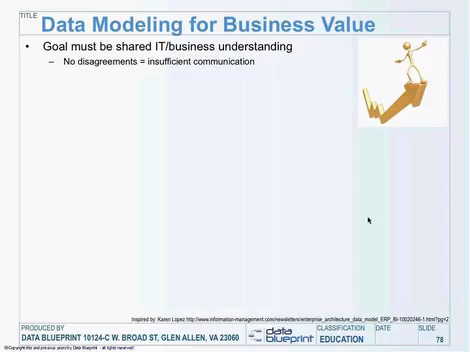 TITLE
Data Modeling for Business Value
• Goal must be shared IT/business understanding
– No disagreements = insufficient communication
Inspired by: Karen Lopez http://www.information-management.com/newsletters/enterprise_architecture_data_model_ERP_BI-10020246-1.html?pg=2
PRODUCED BY
DATA BLUEPRINT 10124-C W. BROAD ST, GLEN ALLEN, VA 23060
data
blueprint
CLASSIFICATION
EDUCATION
DATE
SLIDE
78
© Copyright this and previous years by Data Blueprint - all rights reserved!